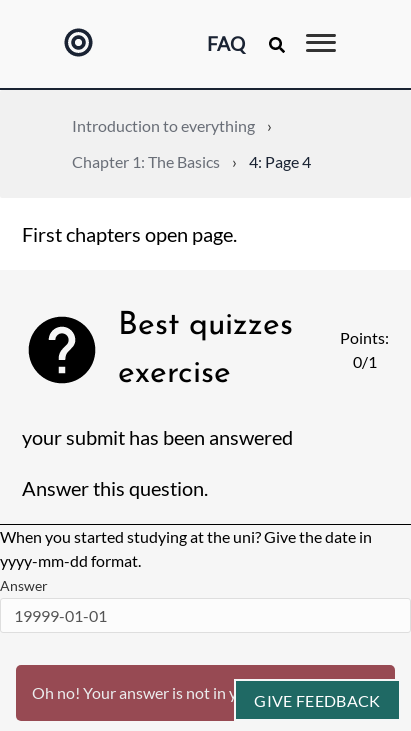 FAQ
Introduction to everything ›
Chapter 1: The Basics › 4: Page 4
First chapters open page.
Best quizzes
exercise
Points:
0/1
your submit has been answered
Answer this question.
When you started studying at the uni? Give the date in
yyyy-mm-dd format.
Answer
19999-01-01
Oh no! Your answer is not in
GIVE FEEDBACK